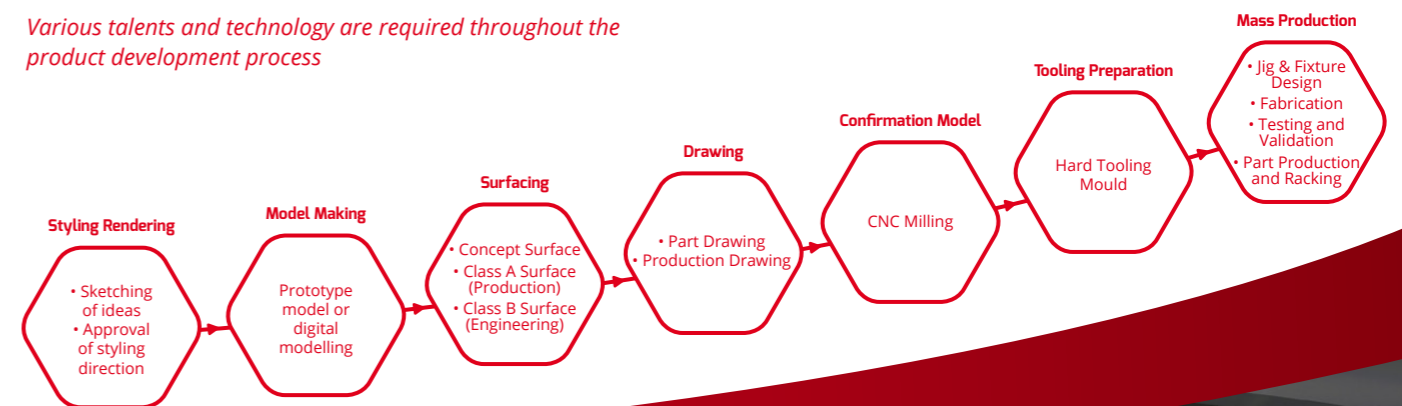 Various talents and technology are required throughout the
product development process
Styling Rendering
• Sketching
of ideas
• Approval
of styling
direction
Model Making
Prototype
model or
digital
modelling
Surfacing
• Concept Surface
• Class A Surface
(Production)
• Class B Surface
(Engineering)
Drawing
• Part Drawing
• Production Drawing
Confirmation Model
CNC Milling
Tooling Preparation
Hard Tooling
Mould
Mass Production
• Jig & Fixture
Design
• Fabrication
• Testing and
Validation
• Part Production
and Racking